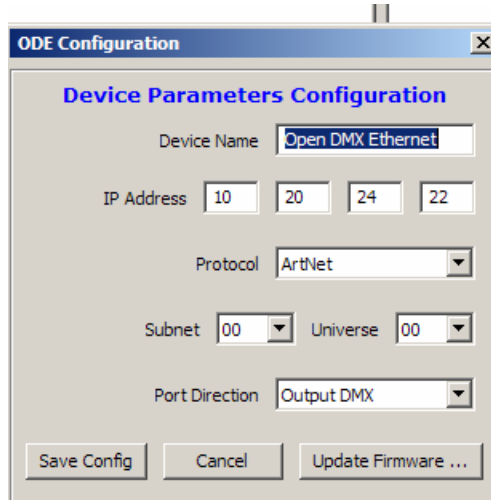 ODE Configuration
Device Parameters Configuration
Device Name Open DMX Ethernet
IP Address 10 20 24 22
Protocol ArtNet
Subnet 00 Universe 00
Port Direction Output DMX
Save Config Cancel Update Firmware ...